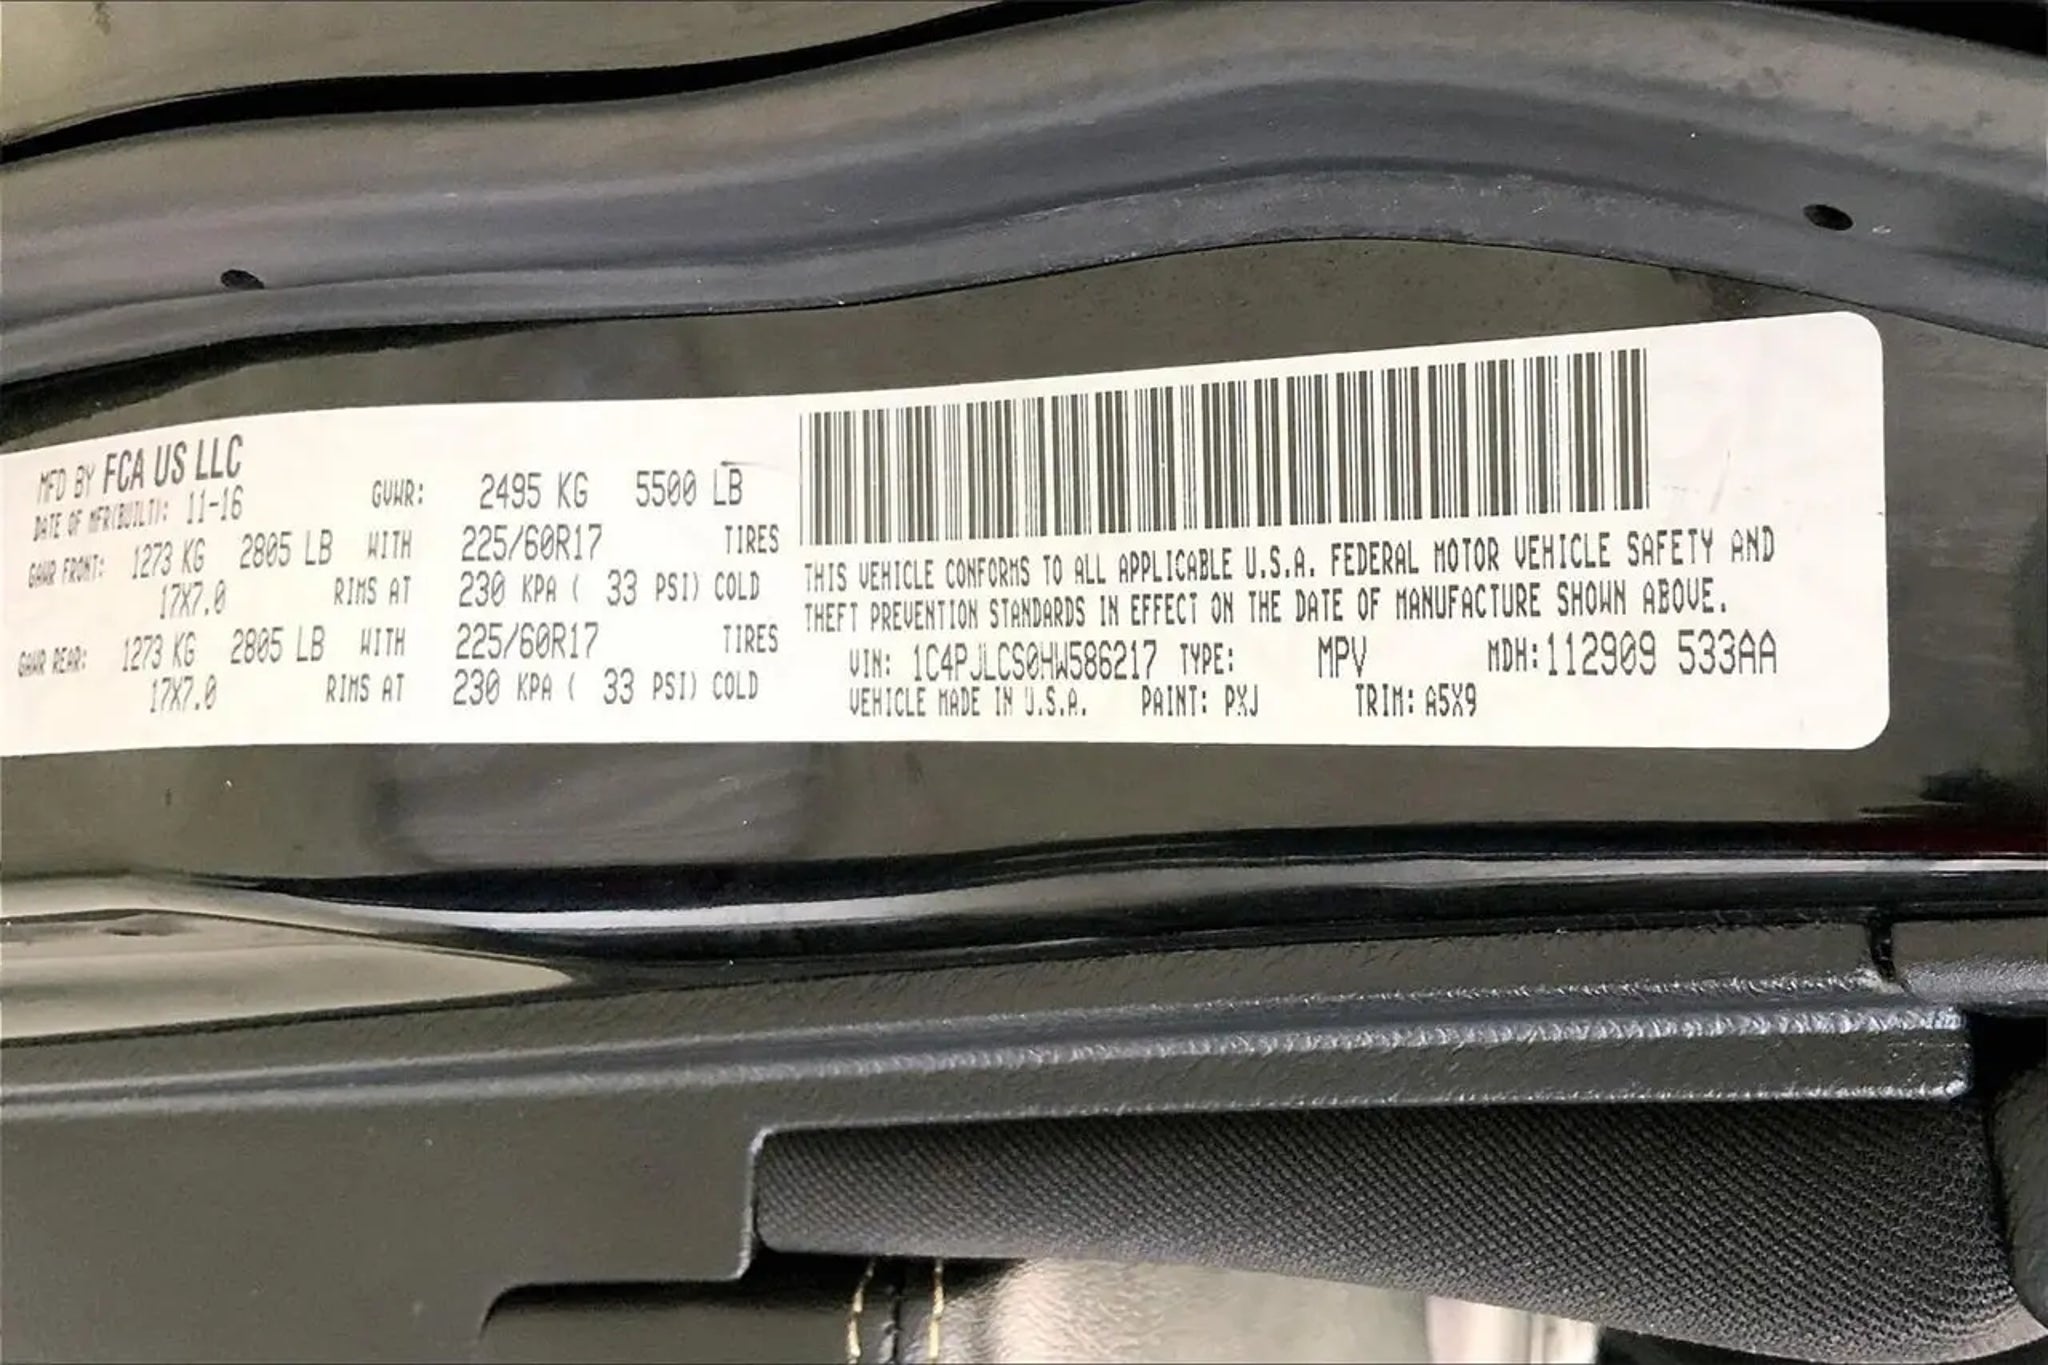 MFD BY FCA US LLC
DATE OF MFR(BUILT): 11-16 GVWR: 2495 KG 5500 LB
GAWR FRONT: 1273 KG 2805 LB WITH 225/60R17 TIRES
17X7.0 RIMS AT 230 KPA ( 33 PSI) COLD
GAWR REAR: 1273 KG 2805 LB WITH 225/60R17 TIRES
17X7.0 RIMS AT 230 KPA ( 33 PSI) COLD
THIS VEHICLE CONFORMS TO ALL APPLICABLE U.S.A. FEDERAL MOTOR VEHICLE SAFETY AND
THEFT PREVENTION STANDARDS IN EFFECT ON THE DATE OF MANUFACTURE SHOWN ABOVE.
VIN: 1C4PJLCS0HW586217 TYPE: MPV MDH:112909 533AA
VEHICLE MADE IN U.S.A. PAINT: PXJ TRIM: A5X9